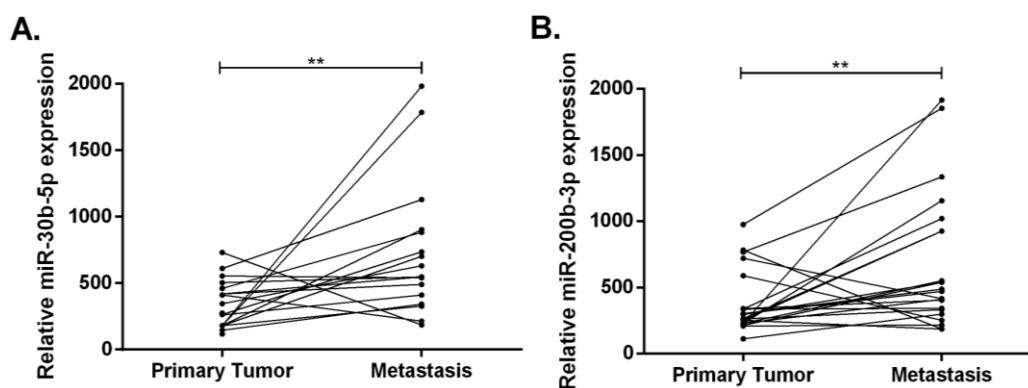 A.
Relative miR-30b-5p expression
**
2000
1500
1000
500
0
Primary Tumor Metastasis
B.
Relative miR-200b-3p expression
**
2000
1500
1000
500
0
Primary Tumor Metastasis